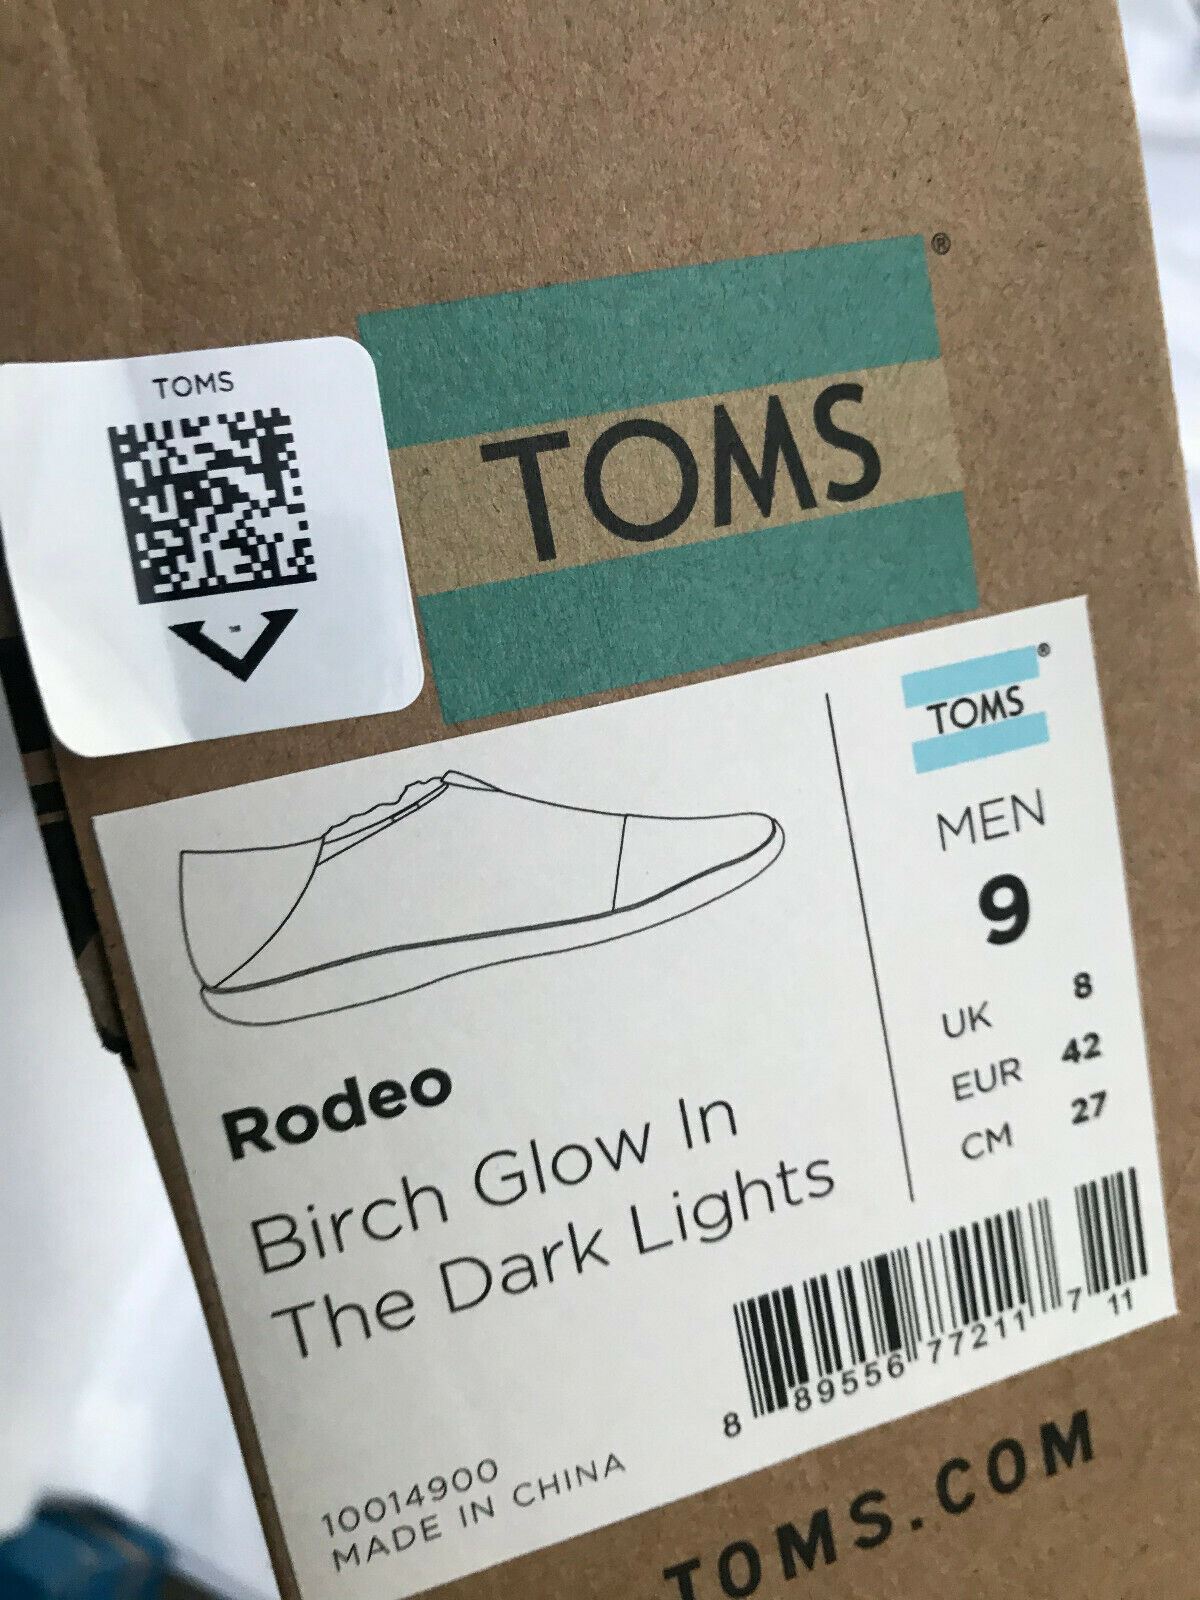 TOMS
TOMS
®
TOMS
®
MEN
9
UK 8
EUR 42
CM 27
Rodeo
Birch Glow In
The Dark Lights
8 89556 77211 7 11
10014900
MADE IN CHINA
TOMS.COM